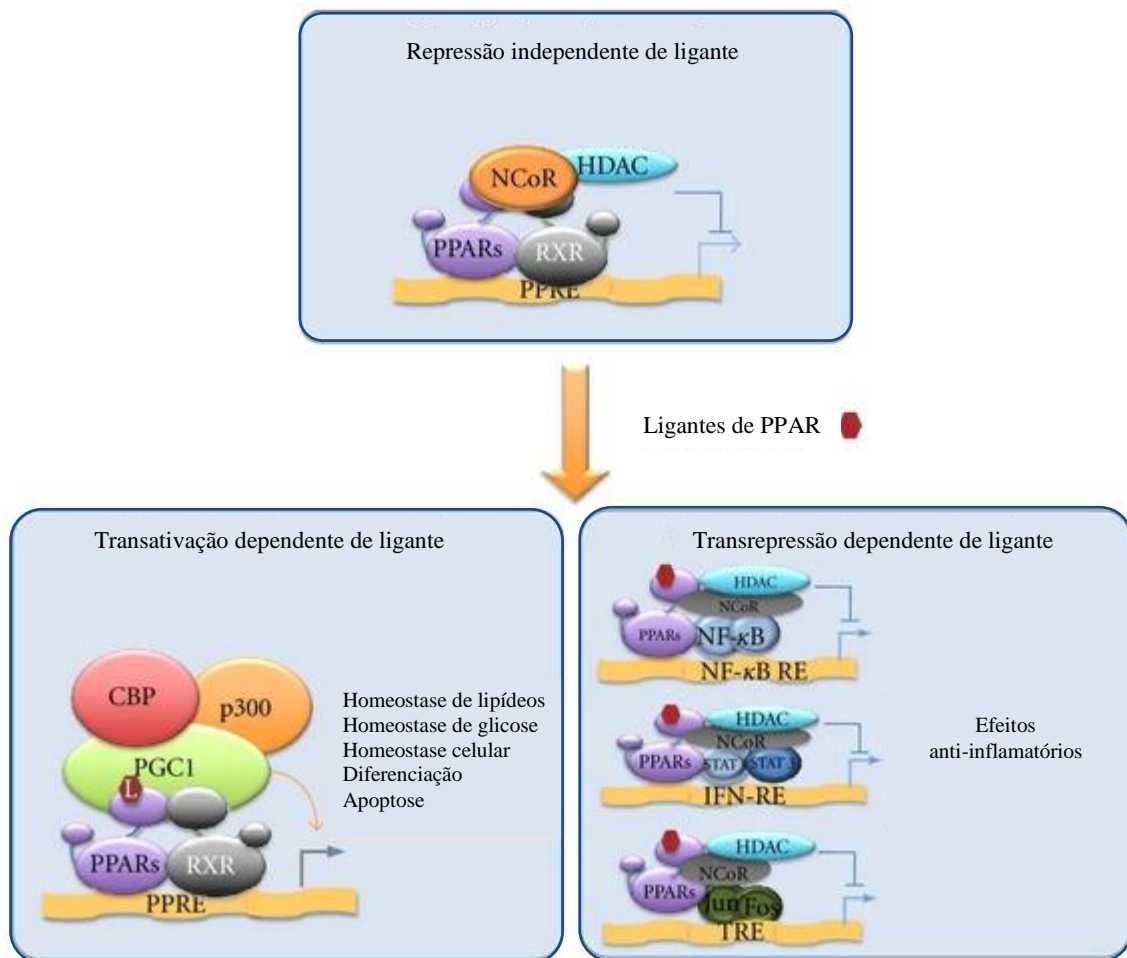 Repressão independente de ligante
NCoR
HDAC
PPARs
RXR
PPRE
Ligantes de PPAR
Transativação dependente de ligante
CBP
p300
PGC1
L
PPARs
RXR
PPRE
Homeostase de lipídeos
Homeostase de glicose
Homeostase celular
Diferenciação
Apoptose
Transrepressão dependente de ligante
HDAC
NCoR
PPARs
NF-κB
NF-κB RE
HDAC
NCoR
PPARs
STAT
STAT 3
IFN-RE
HDAC
NCoR
PPARs
Jun
Fos
TRE
Efeitos
anti-inflamatórios